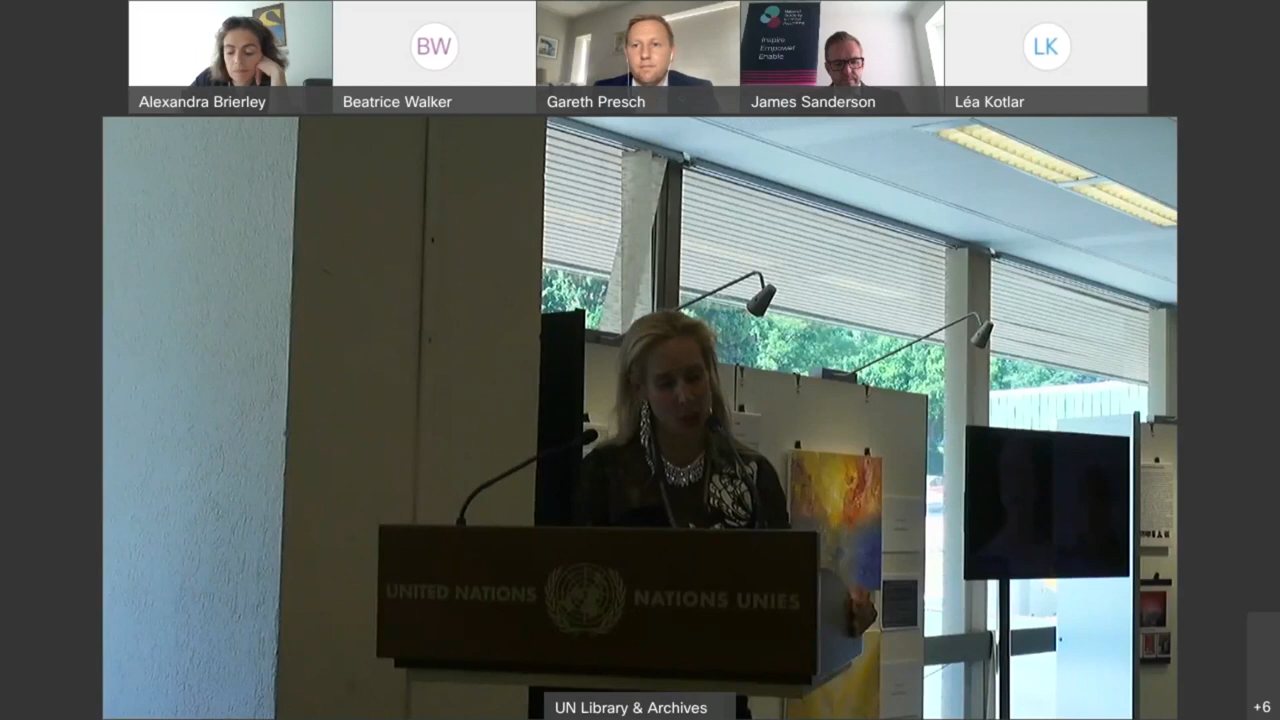 Inspire
Empower
Enable
BW
LK
Alexandra Brierley
Beatrice Walker
Gareth Presch
James Sanderson
Léa Kotlar
UNITED NATIONS
NATIONS UNIES
UN Library & Archives
+6